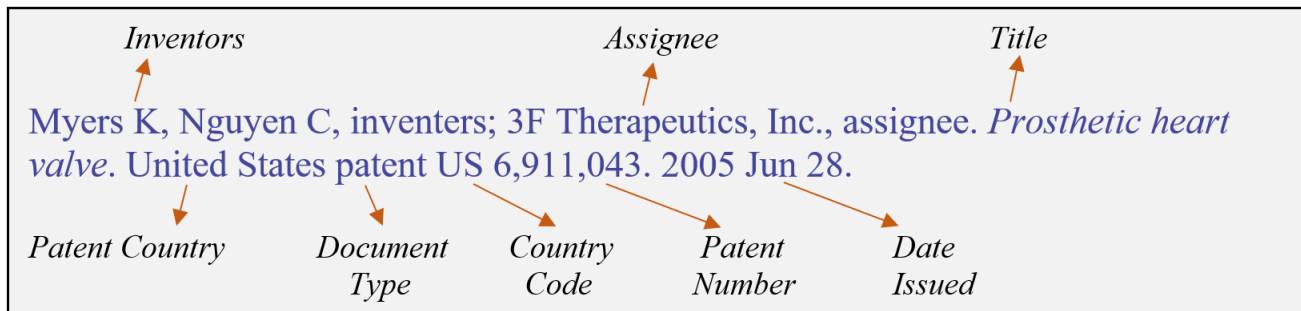 Inventors Assignee Title
Myers K, Nguyen C, inventers; 3F Therapeutics, Inc., assignee. Prosthetic heart
valve. United States patent US 6,911,043. 2005 Jun 28.
Patent Country Document Country Patent Date
Type Code Number Issued